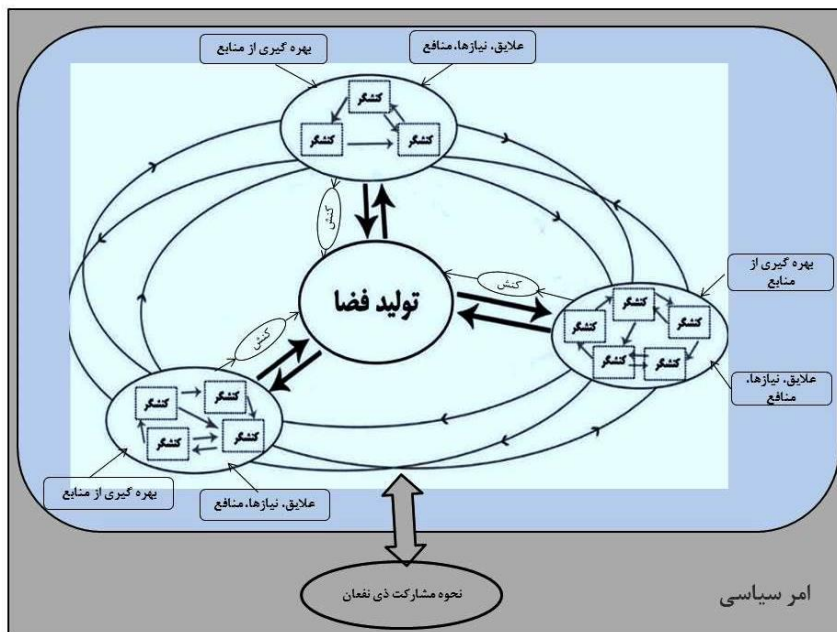 علایق، نیازها، منافع
بهره گیری از منابع
کنشگر
کنشگر
کنشگر
کنش
تولید فضا
کنش
کنش
بهره گیری از
منابع
کنشگر
کنشگر
کنشگر
کنشگر
کنشگر
علایق، نیازها،
منافع
کنشگر
کنشگر
کنشگر
کنشگر
علایق، نیازها، منافع
بهره گیری از منابع
نحوه مشارکت ذی نفعان
امر سیاسی